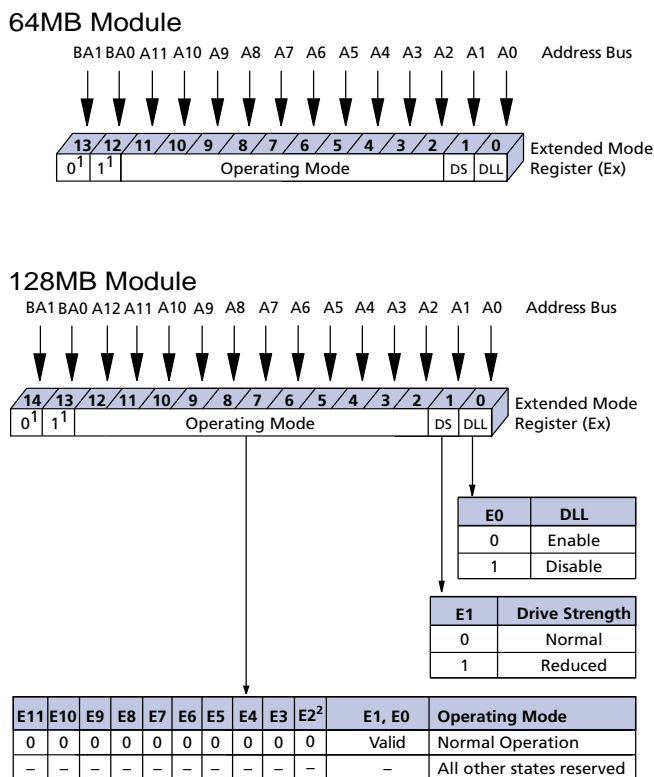 64MB Module
BA1 BA0 A11 A10 A9 A8 A7 A6 A5 A4 A3 A2 A1 A0 Address Bus
13 12 11 10 9 8 7 6 5 4 3 2 1 0 Extended Mode
0¹ 1¹ Operating Mode DS DLL Register (Ex)
128MB Module
BA1 BA0 A12 A11 A10 A9 A8 A7 A6 A5 A4 A3 A2 A1 A0 Address Bus
14 13 12 11 10 9 8 7 6 5 4 3 2 1 0 Extended Mode
0¹ 1¹ Operating Mode DS DLL Register (Ex)
E0 DLL
0 Enable
1 Disable
E1 Drive Strength
0 Normal
1 Reduced
E11 E10 E9 E8 E7 E6 E5 E4 E3 E2² E1, E0 Operating Mode
0 0 0 0 0 0 0 0 0 0 Valid Normal Operation
– – – – – – – – – – – All other states reserved